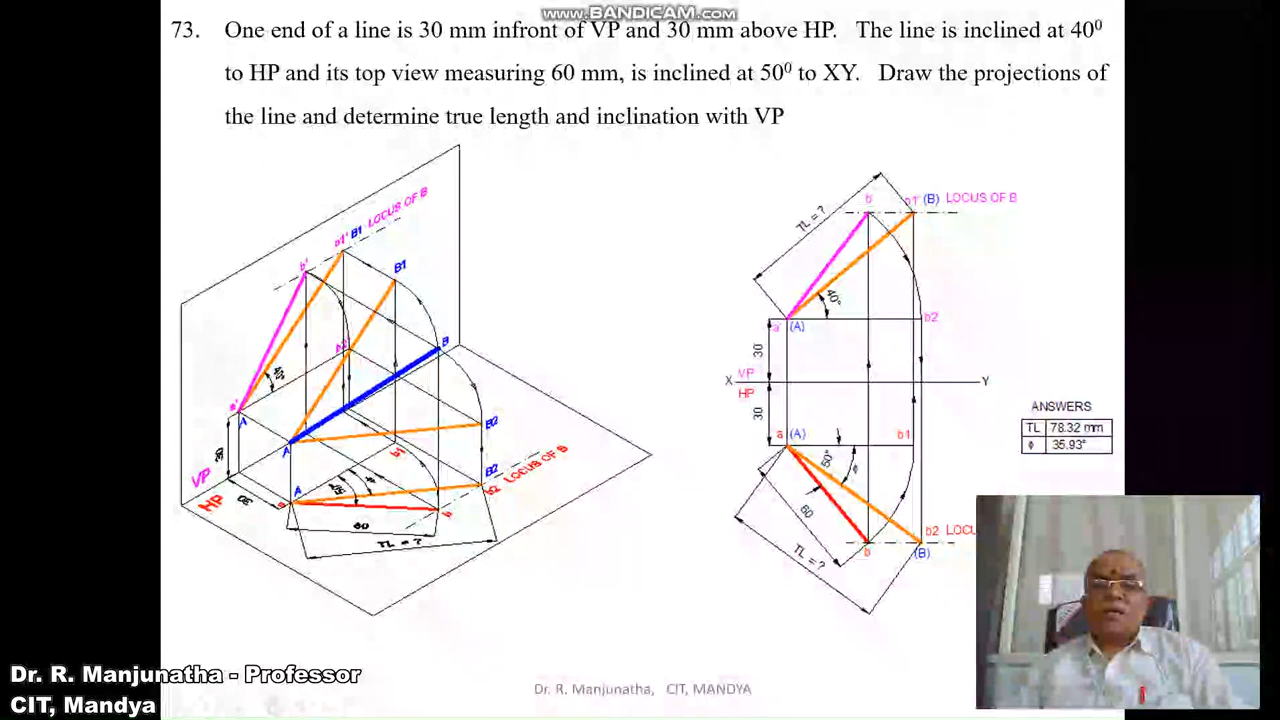 www.BANDICAM.com
73. One end of a line is 30 mm infront of VP and 30 mm above HP. The line is inclined at 40⁰
to HP and its top view measuring 60 mm, is inclined at 50⁰ to XY. Draw the projections of
the line and determine true length and inclination with VP
LOCUS OF B
b1' B1
b'
B1
b2'
B
40°
a'
A
A
B2
30
VP
HP
30
b1
B2
LOCUS OF B
A
a
50°
ϕ
b
b2
60
TL = ?
b' b1' (B) LOCUS OF B
TL = ?
40°
b2
a' (A)
30
X VP Y
HP
30
a (A) b1
50°
ϕ
60
b2 LOCU
b (B)
TL = ?
ANSWERS
TL 78.32 mm
ϕ 35.93°
Dr. R. Manjunatha - Professor
CIT, Mandya
Dr. R. Manjunatha, CIT, MANDYA